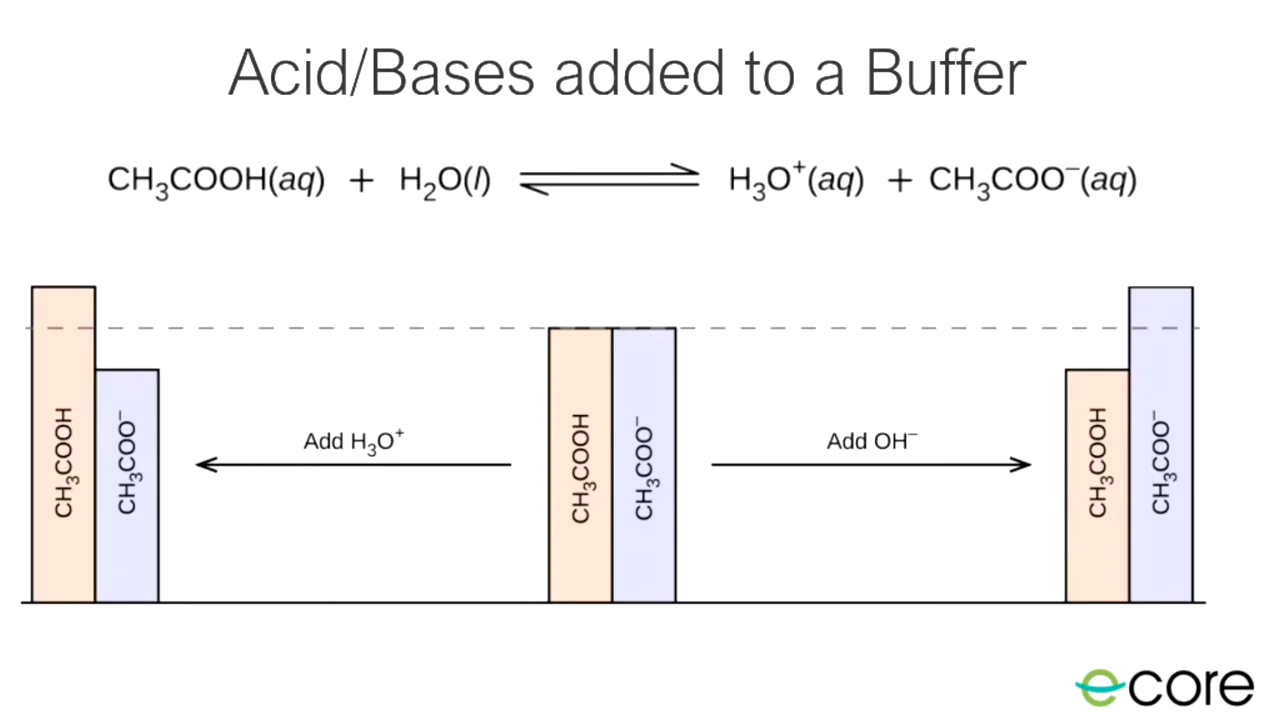 Acid/Bases added to a Buffer
CH₃COOH(aq) + H₂O(l) ⇌ H₃O⁺(aq) + CH₃COO⁻(aq)
CH₃COOH
CH₃COO⁻
Add H₃O⁺
CH₃COOH
CH₃COO⁻
Add OH⁻
CH₃COOH
CH₃COO⁻
ecore